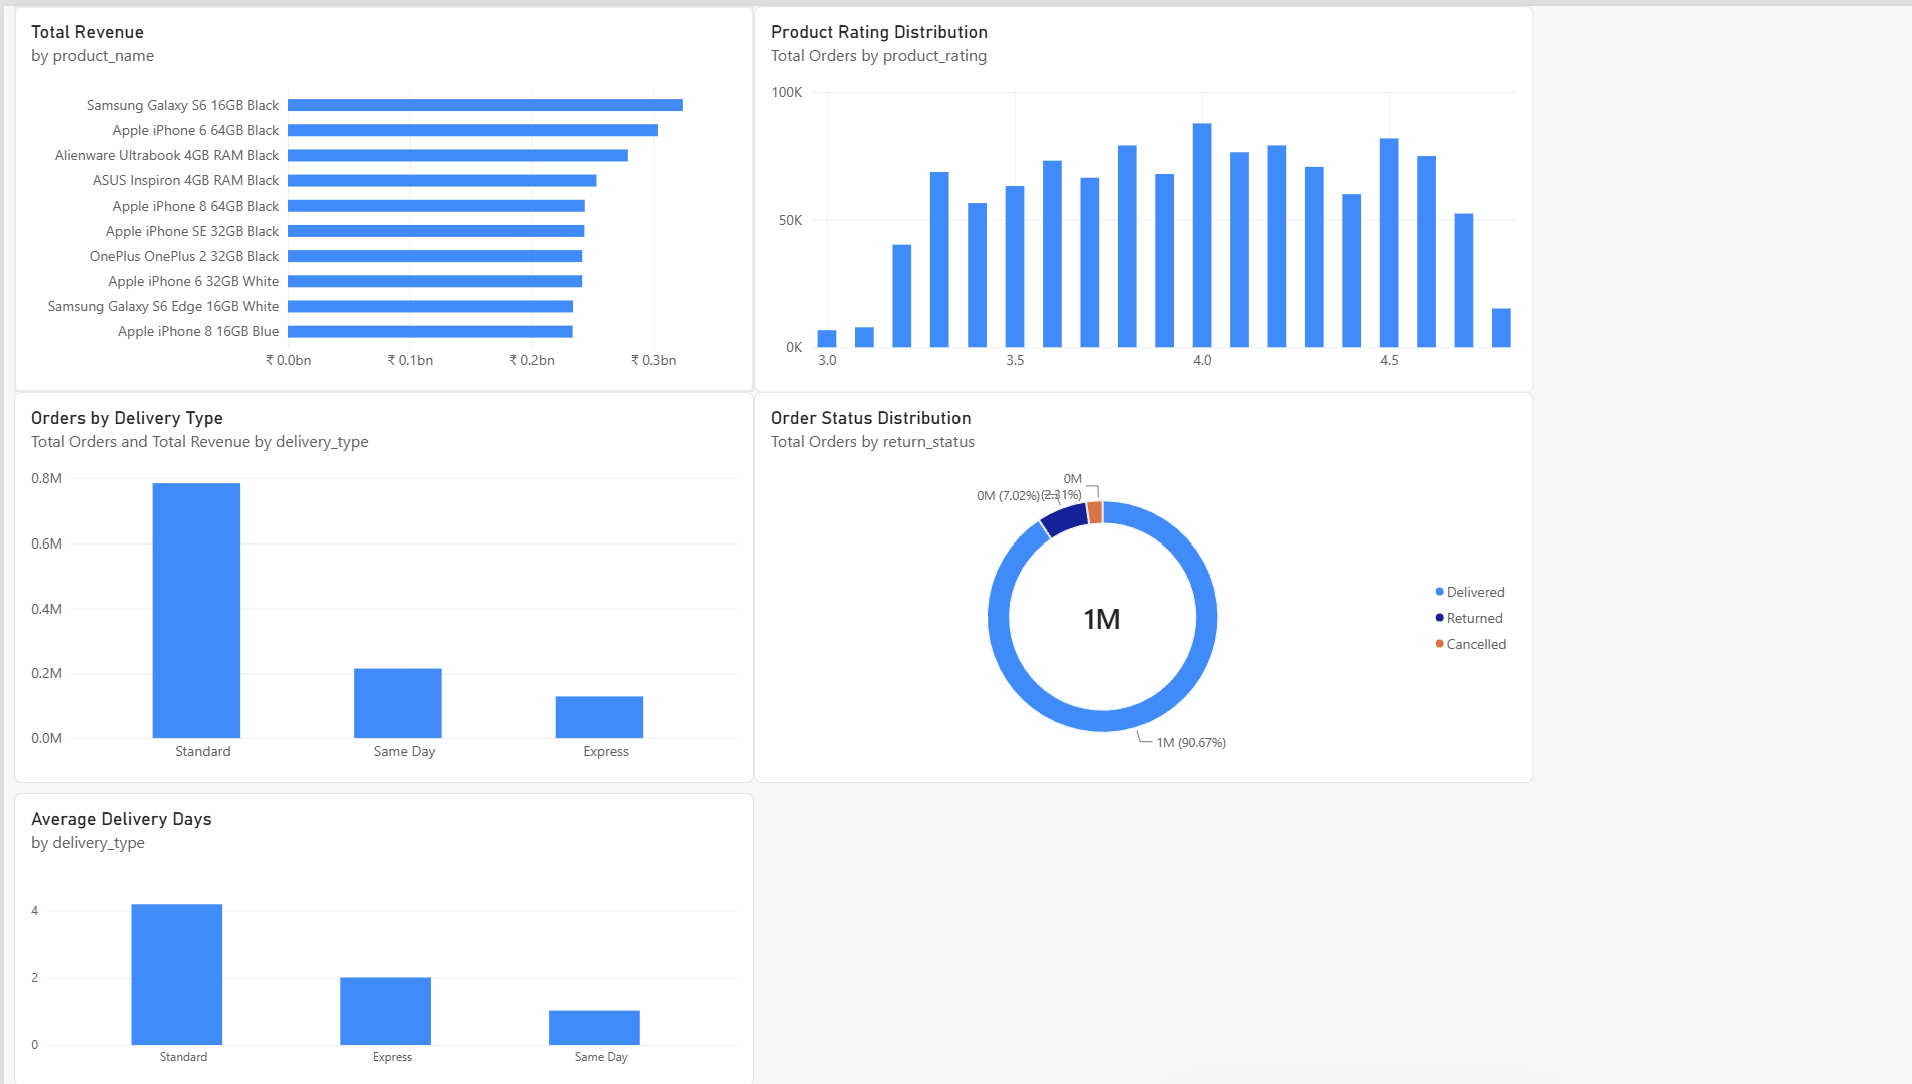 Total Revenue
by product_name
Samsung Galaxy S6 16GB Black
Apple iPhone 6 64GB Black
Alienware Ultrabook 4GB RAM Black
ASUS Inspiron 4GB RAM Black
Apple iPhone 8 64GB Black
Apple iPhone SE 32GB Black
OnePlus OnePlus 2 32GB Black
Apple iPhone 6 32GB White
Samsung Galaxy S6 Edge 16GB White
Apple iPhone 8 16GB Blue
₹ 0.0bn ₹ 0.1bn ₹ 0.2bn ₹ 0.3bn
Product Rating Distribution
Total Orders by product_rating
100K
50K
0K
3.0 3.5 4.0 4.5
Orders by Delivery Type
Total Orders and Total Revenue by delivery_type
0.8M
0.6M
0.4M
0.2M
0.0M
Standard Same Day Express
Order Status Distribution
Total Orders by return_status
0M
0M (7.02%) (2.31%)
1M
Delivered
Returned
Cancelled
1M (90.67%)
Average Delivery Days
by delivery_type
4
2
0
Standard Express Same Day